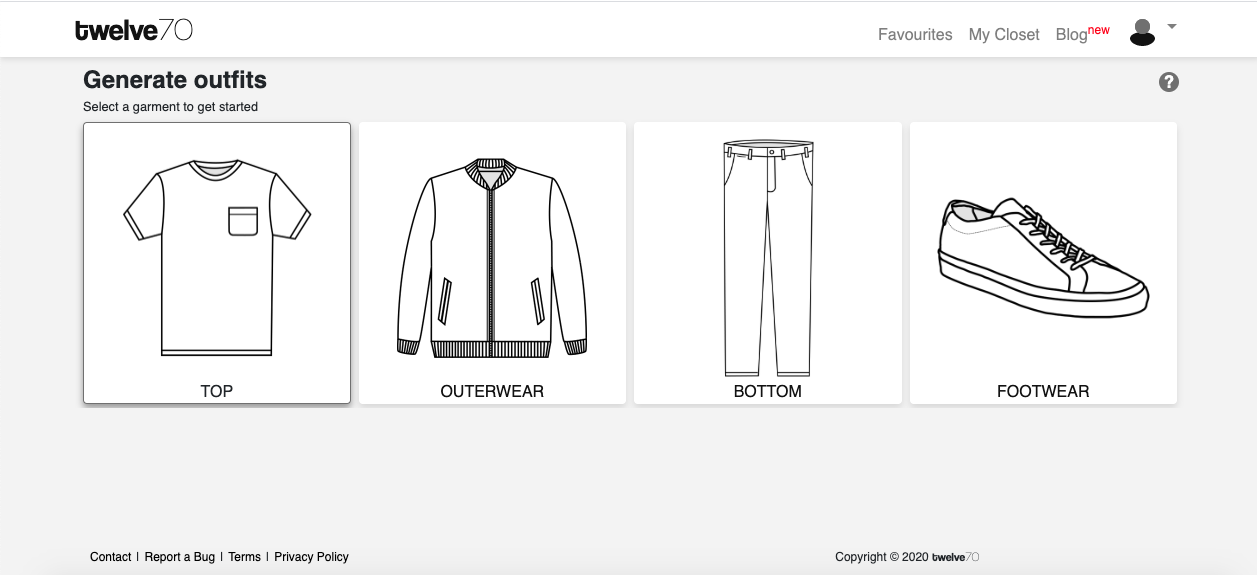 twelve70
Favourites My Closet Blog new
Generate outfits
?
Select a garment to get started
TOP OUTERWEAR BOTTOM FOOTWEAR
Contact | Report a Bug | Terms | Privacy Policy Copyright © 2020 twelve70